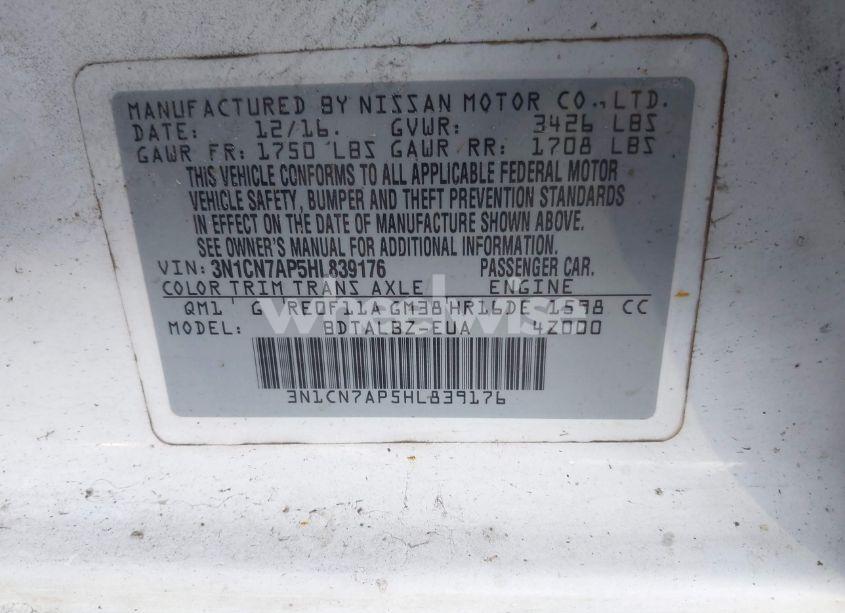 MANUFACTURED BY NISSAN MOTOR CO., LTD.
DATE: 12/16. GVWR: 3426 LBS
GAWR FR: 1750 LBS GAWR RR: 1708 LBS
THIS VEHICLE CONFORMS TO ALL APPLICABLE FEDERAL MOTOR
VEHICLE SAFETY, BUMPER AND THEFT PREVENTION STANDARDS
IN EFFECT ON THE DATE OF MANUFACTURE SHOWN ABOVE.
SEE OWNER'S MANUAL FOR ADDITIONAL INFORMATION.
VIN: 3N1CN7AP5HL839176 PASSENGER CAR.
COLOR TRIM TRANS AXLE ENGINE
QM1 G RE0F11A GM38 HR16DE 1598 CC
MODEL: BDTALBZ-EUA 4Z000
3N1CN7AP5HL839176
wheelwise